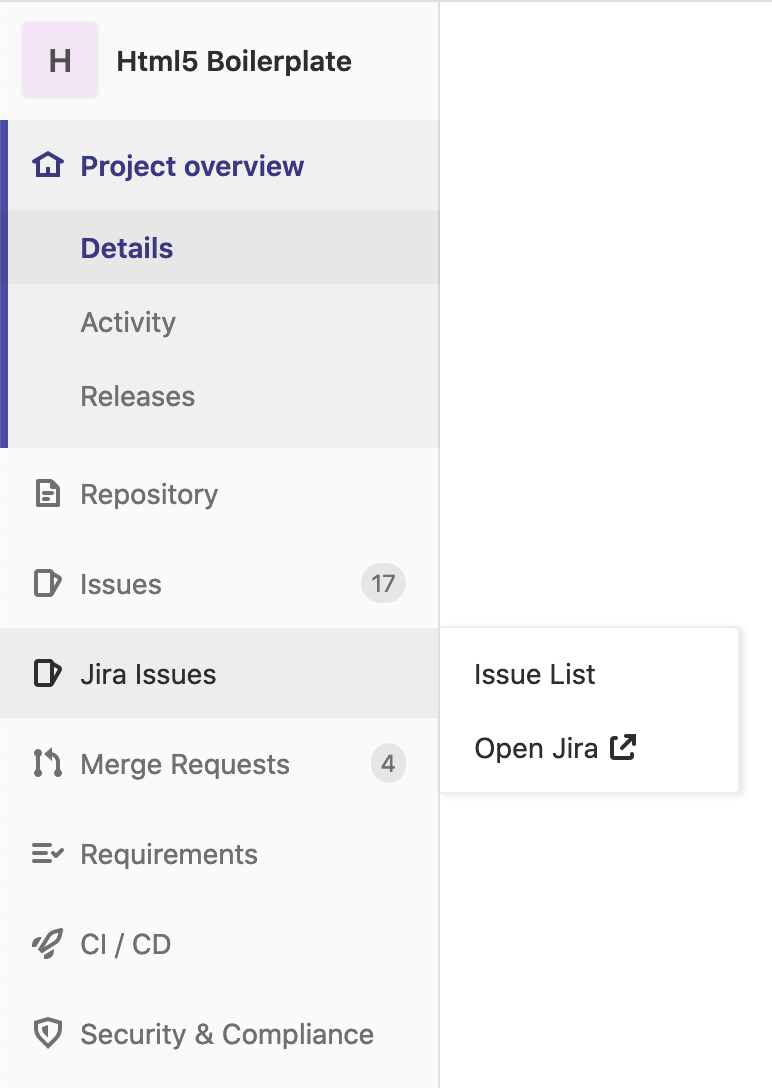 H Html5 Boilerplate
Project overview
Details
Activity
Releases
Repository
Issues 17
Jira Issues
Issue List
Open Jira
Merge Requests 4
Requirements
CI / CD
Security & Compliance